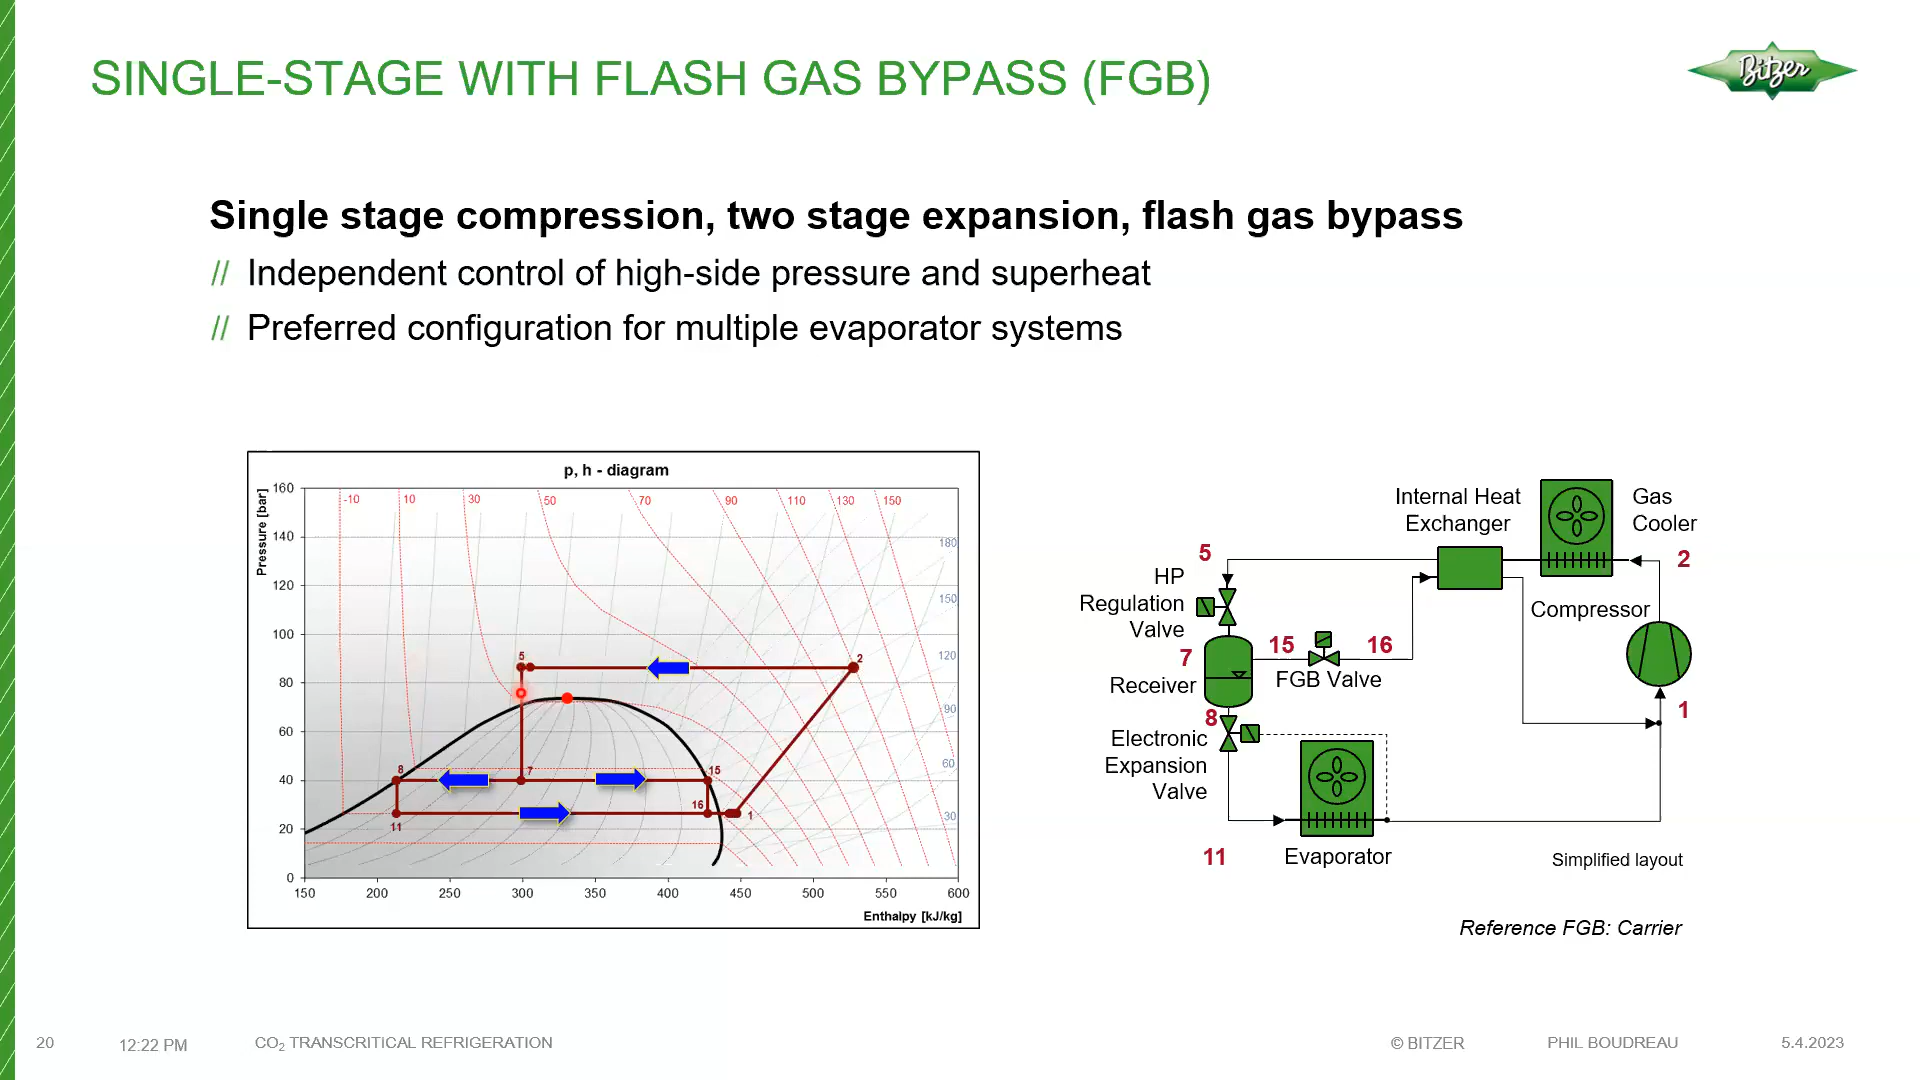 SINGLE-STAGE WITH FLASH GAS BYPASS (FGB)
Bitzer
Single stage compression, two stage expansion, flash gas bypass
// Independent control of high-side pressure and superheat
// Preferred configuration for multiple evaporator systems
p, h - diagram
Pressure [bar]
160
140
120
100
80
60
40
20
0
-10 10 30 50 70 90 110 130 150
180
150
120
90
60
30
5 2
8 7 15
16 1
11
150 200 250 300 350 400 450 500 550 600
Enthalpy [kJ/kg]
Internal Heat
Exchanger
Gas
Cooler
5
2
HP
Regulation
Valve
Compressor
15 16
7
Receiver
FGB Valve
8
1
Electronic
Expansion
Valve
11
Evaporator
Simplified layout
Reference FGB: Carrier
20 12:22 PM CO2 TRANSCRITICAL REFRIGERATION © BITZER PHIL BOUDREAU 5.4.2023